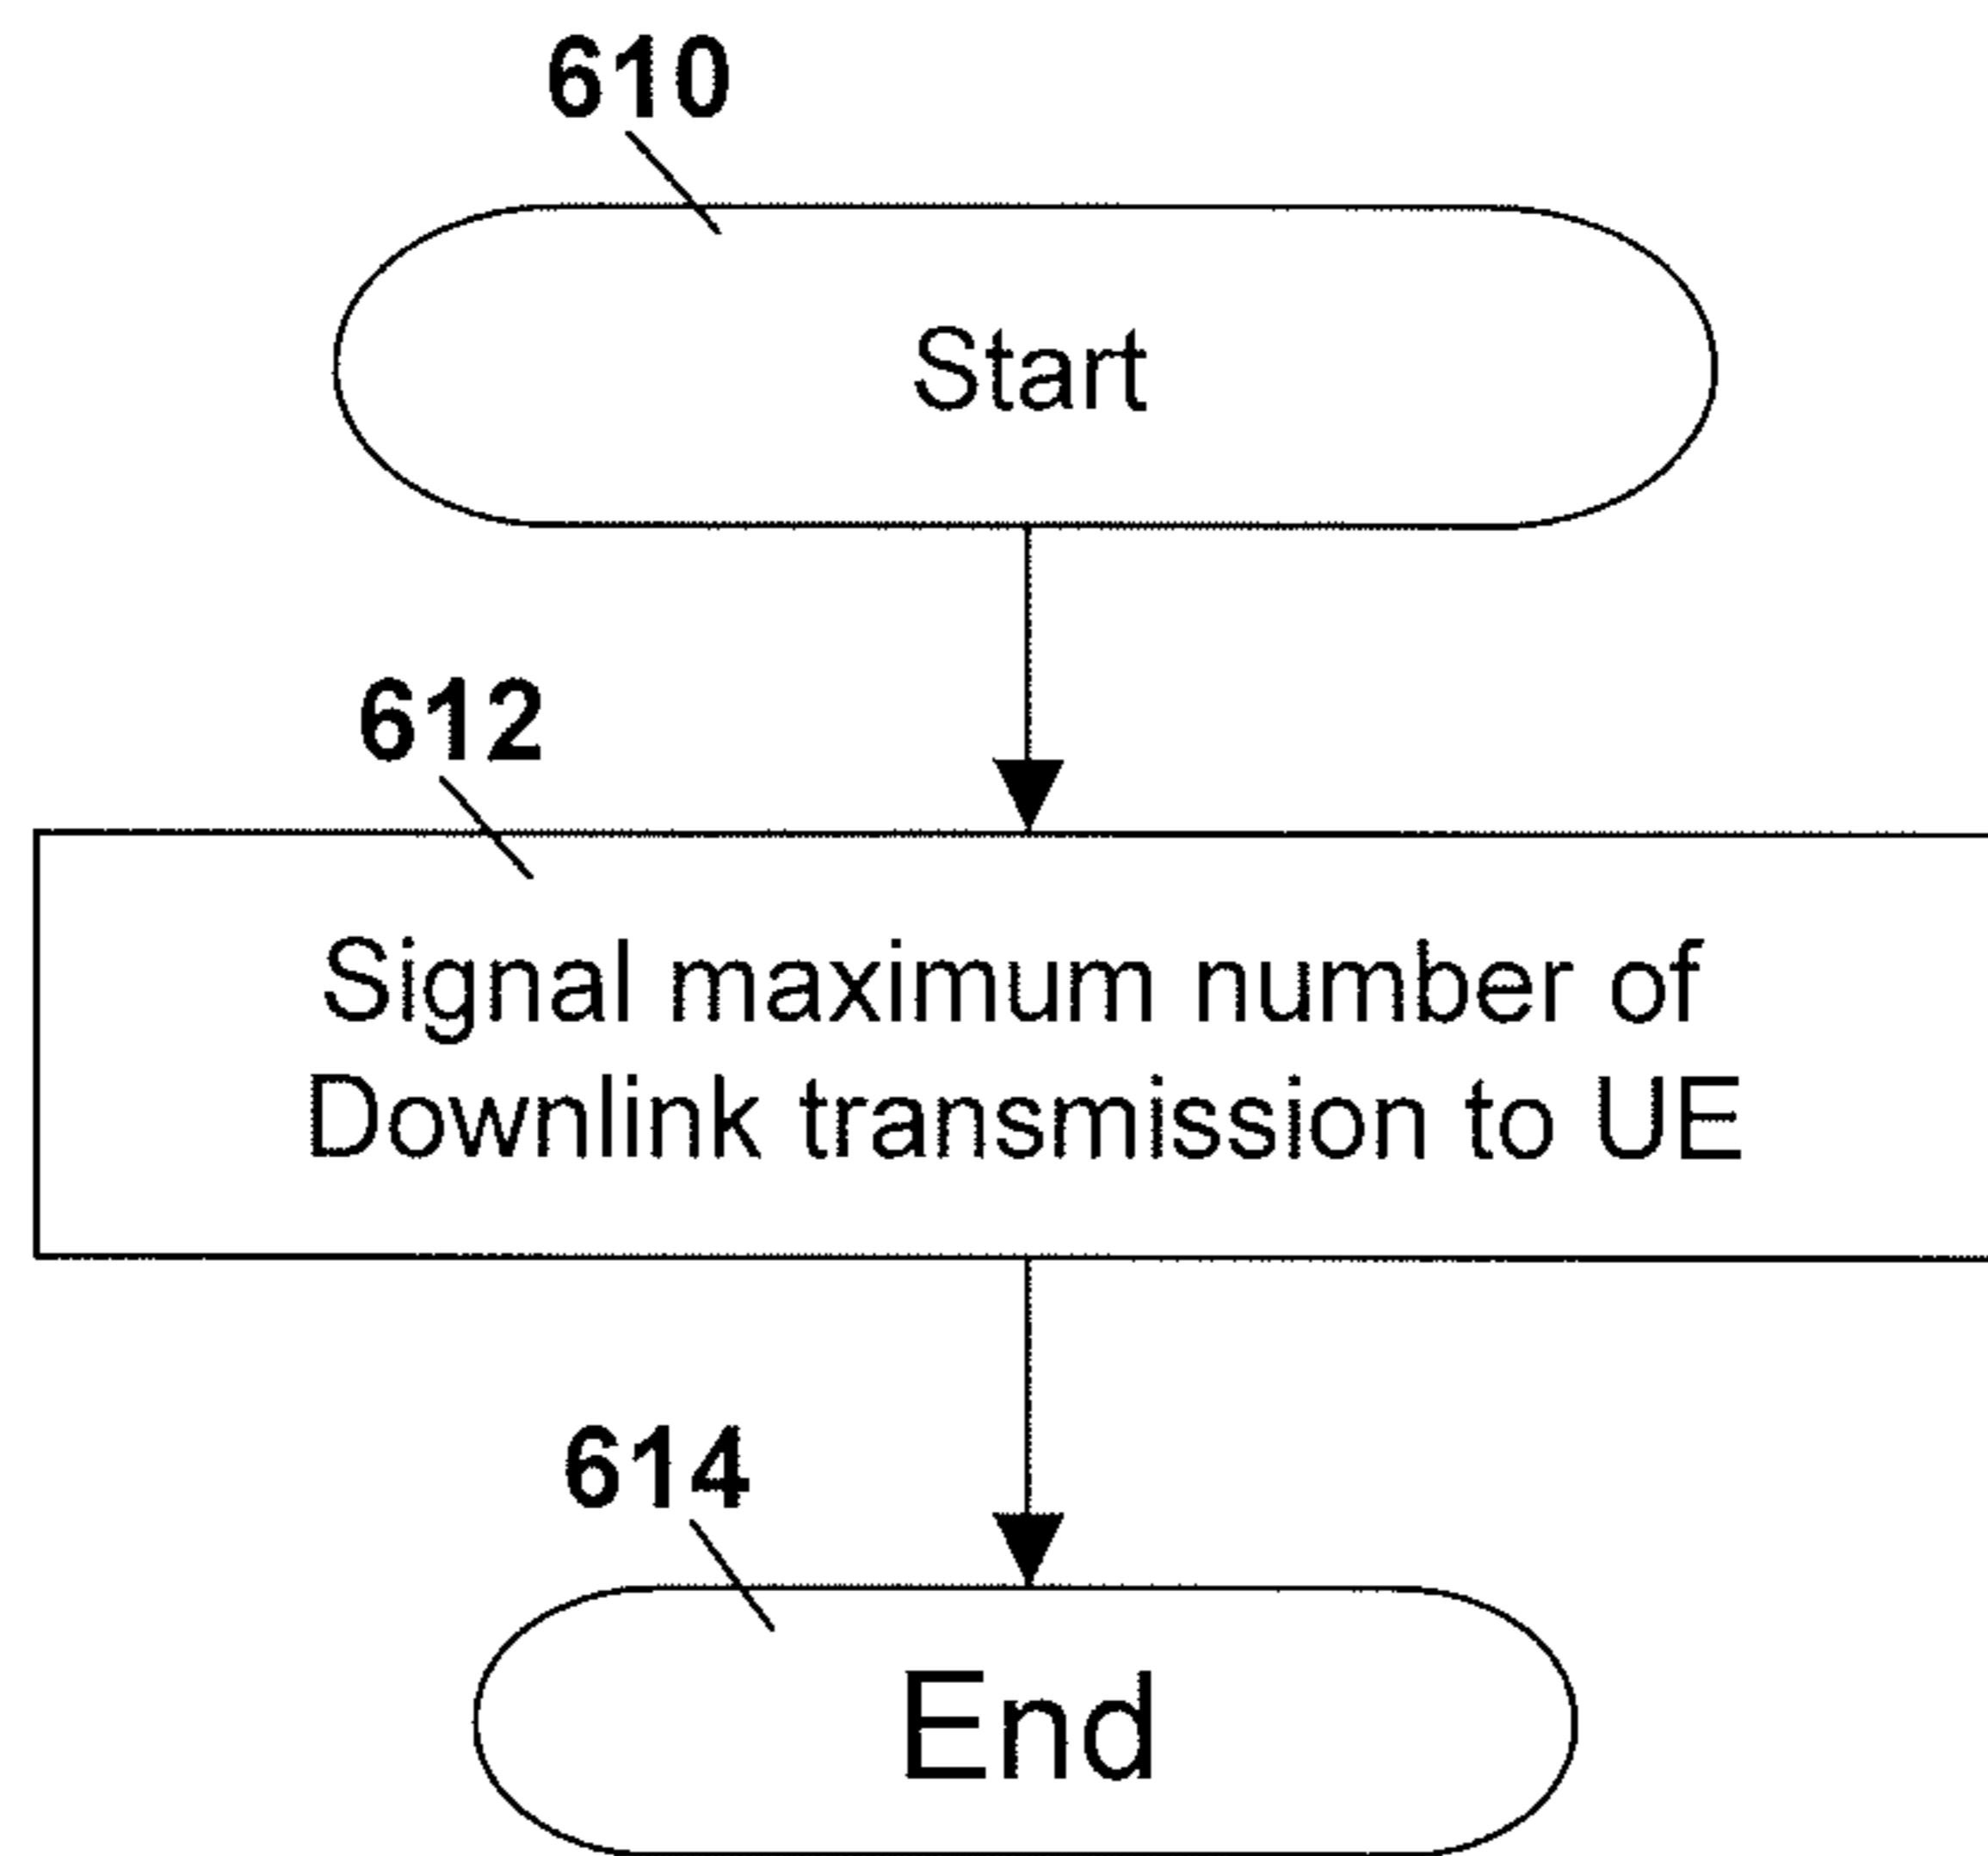 610
Start
612
Signal maximum number of
Downlink transmission to UE
614
End